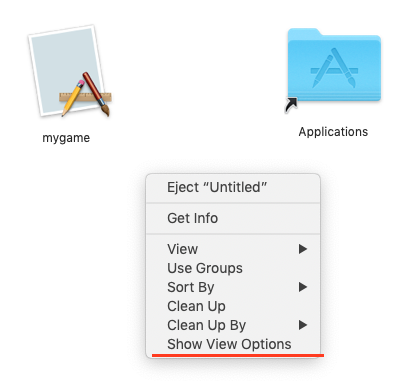 mygame
Applications
Eject “Untitled”
Get Info
View
Use Groups
Sort By
Clean Up
Clean Up By
Show View Options